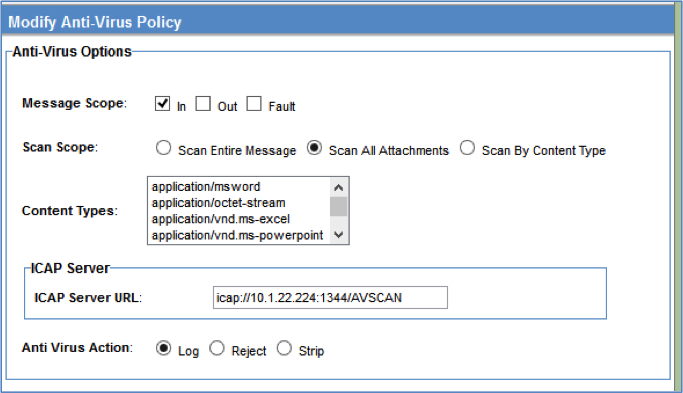 Modify Anti-Virus Policy
Anti-Virus Options
Message Scope: In Out Fault
Scan Scope: Scan Entire Message Scan All Attachments Scan By Content Type
Content Types:
application/msword
application/octet-stream
application/vnd.ms-excel
application/vnd.ms-powerpoint
ICAP Server
ICAP Server URL: icap://10.1.22.224:1344/AVSCAN
Anti Virus Action: Log Reject Strip